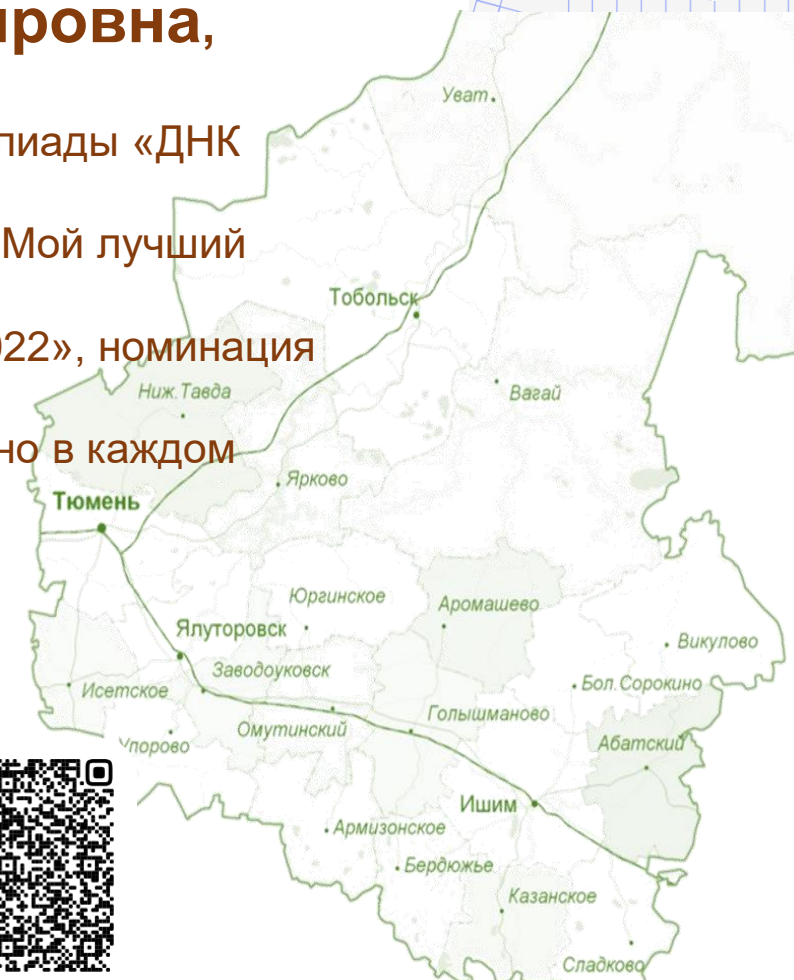 ировна,
пиады «ДНК
Мой лучший
022», номинация
но в каждом
Уват
Тобольск
Ниж.Тавда
Вагай
Ярково
Тюмень
Юргинское
Аромашево
Ялуторовск
Викулово
Заводоуковск
Исетское
Бол.Сорокино
Голышманово
Омутинский
Упорово
Абатский
Ишим
Армизонское
Бердюжье
Казанское
Сладково